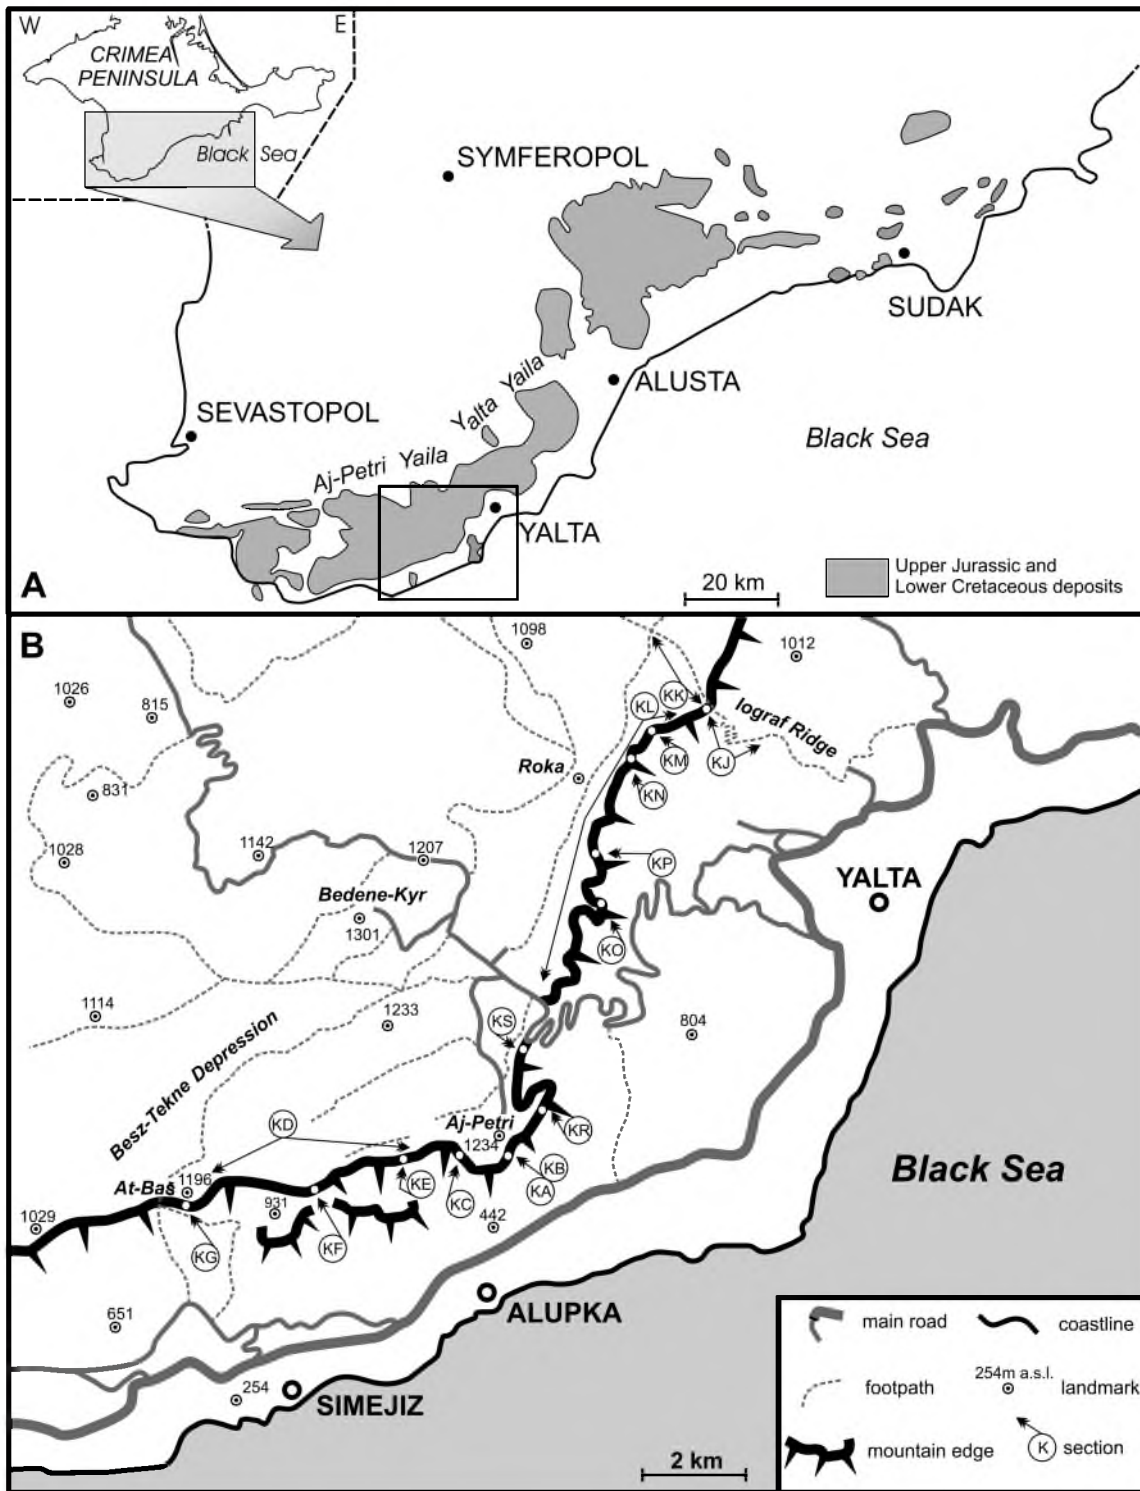 W
E
CRIMEA
PENINSULA
Black Sea
SYMFEROPOL
SUDAK
ALUSTA
Yalta Yaila
SEVASTOPOL
Black Sea
Aj-Petri Yaila
YALTA
A
20 km
Upper Jurassic and
Lower Cretaceous deposits
B
1098
1012
1026
815
KK
KL
Iograf Ridge
KM
KJ
Roka
KN
831
1142
1207
1028
KP
YALTA
Bedene-Kyr
1301
KO
1114
1233
KS
804
Besz-Tekne Depression
KD
Aj-Petri
KR
1234
KB
Black Sea
At-Baš
1196
KE
KC
KA
1029
931
442
KG
KF
651
ALUPKA
254
SIMEJIZ
2 km
main road
coastline
footpath
254m a.s.l.
landmark
mountain edge
K
section